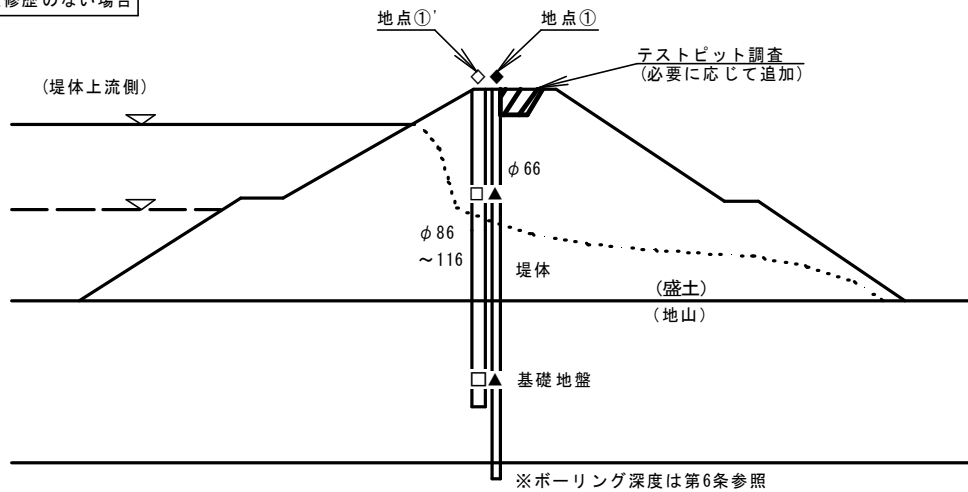 修歴のない場合
地点①'
地点①
テストピット調査
(必要に応じて追加)
(堤体上流側)
φ66
φ86
～116
堤体
(盛土)
(地山)
基礎地盤
※ボーリング深度は第6条参照